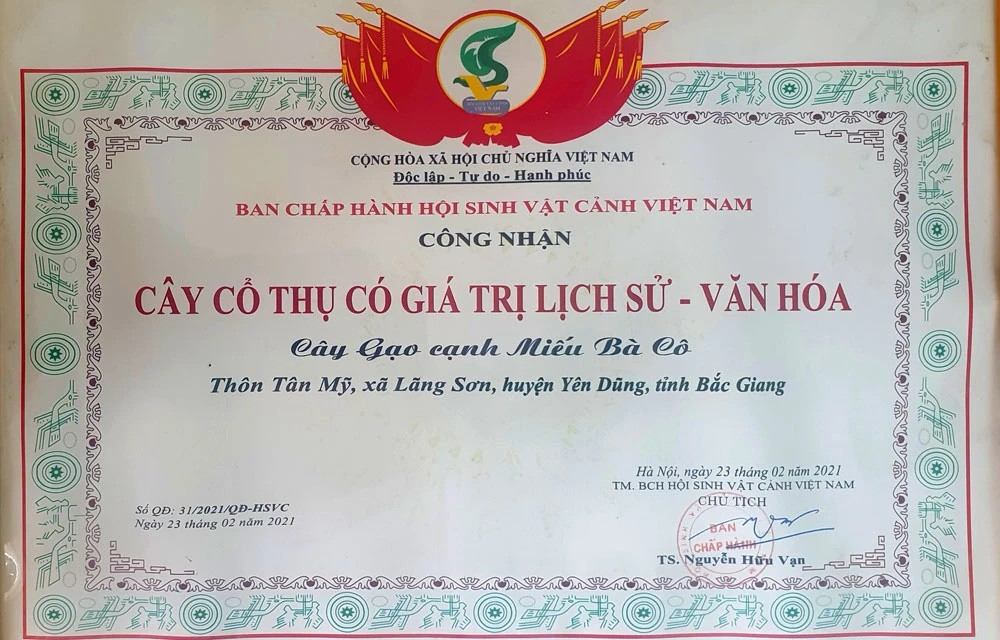 CỘNG HÒA XÃ HỘI CHỦ NGHĨA VIỆT NAM
Độc lập - Tự do - Hạnh phúc
BAN CHẤP HÀNH HỘI SINH VẬT CẢNH VIỆT NAM
CÔNG NHẬN
CÂY CỔ THỤ CÓ GIÁ TRỊ LỊCH SỬ - VĂN HÓA
Cây Gạo cạnh Miếu Bà Cô
Thôn Tân Mỹ, xã Lãng Sơn, huyện Yên Dũng, tỉnh Bắc Giang
Hà Nội, ngày 23 tháng 02 năm 2021
TM. BCH HỘI SINH VẬT CẢNH VIỆT NAM
CHỦ TỊCH
BAN
CHẤP HÀNH
TS. Nguyễn Hữu Vạn
Số QĐ: 31/2021/QĐ-HSVC
Ngày 23 tháng 02 năm 2021